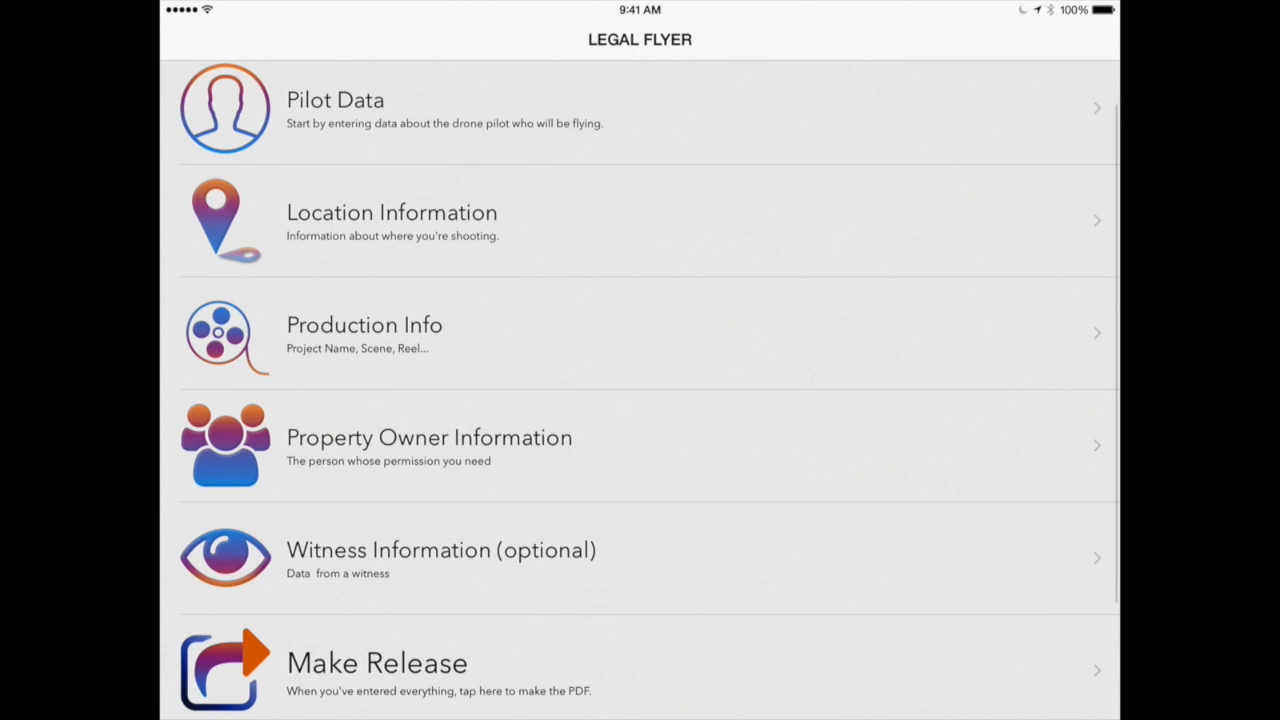 9:41 AM
100%
LEGAL FLYER
Pilot Data
Start by entering data about the drone pilot who will be flying.
Location Information
Information about where you're shooting.
Production Info
Project Name, Scene, Reel...
Property Owner Information
The person whose permission you need
Witness Information (optional)
Data from a witness
Make Release
When you've entered everything, tap here to make the PDF.